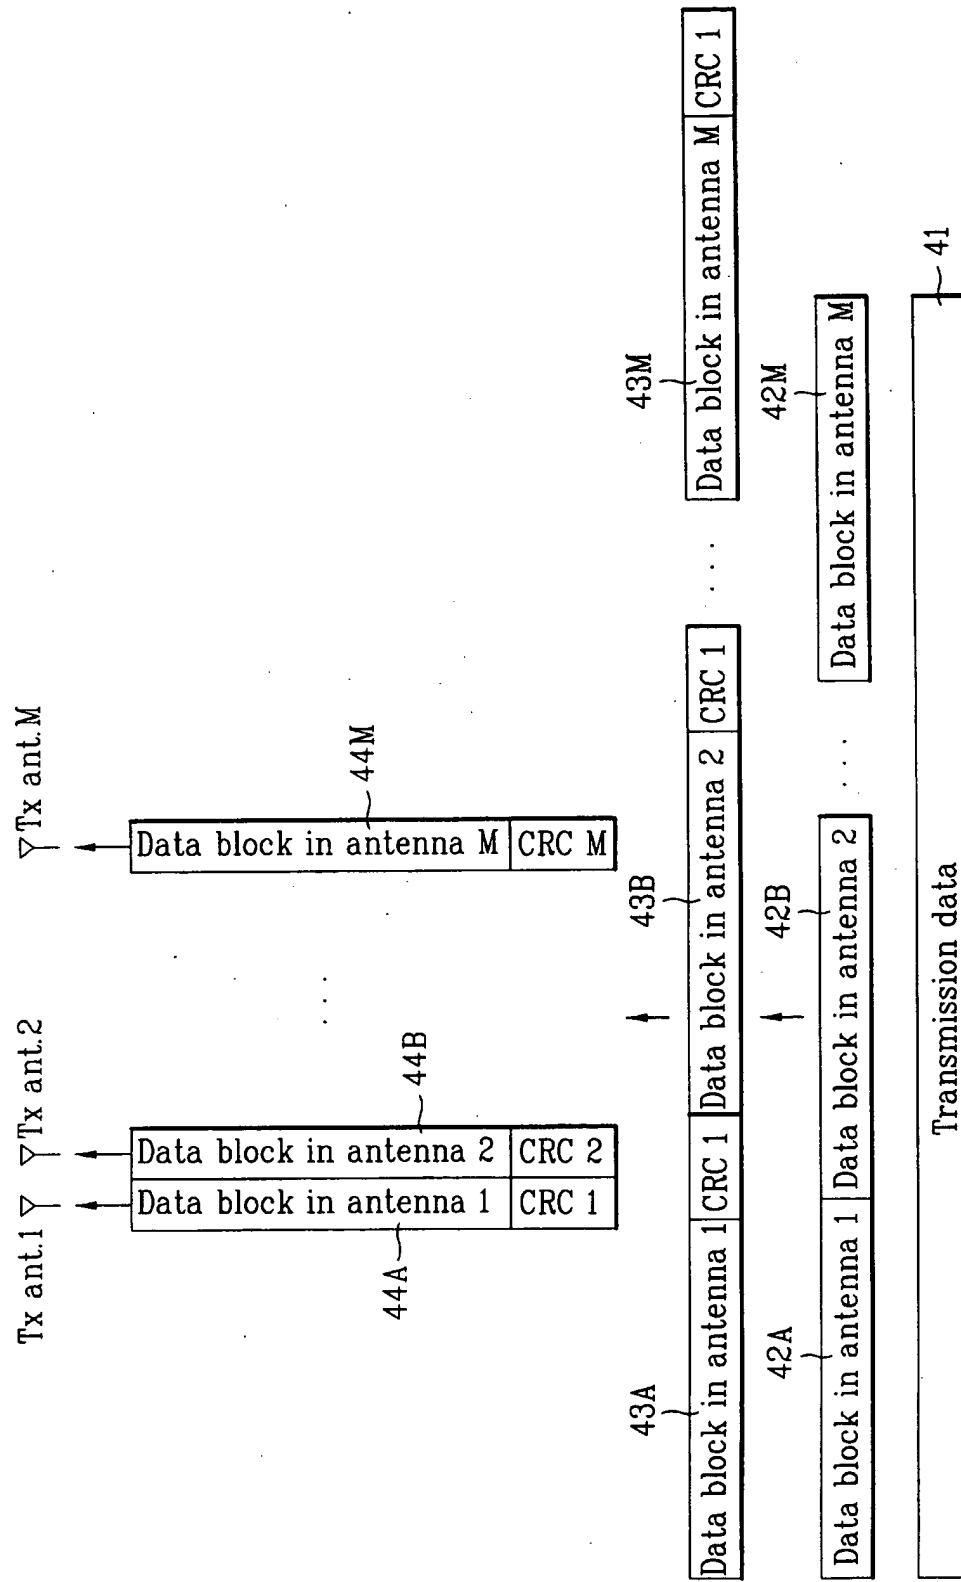 Tx ant.1
Tx ant.2
Tx ant.M
Data block in antenna 1
CRC 1
Data block in antenna 2
CRC 2
. . .
Data block in antenna M
CRC M
44A
44B
44M
43A
43B
43M
Data block in antenna 1
CRC 1
Data block in antenna 2
CRC 1
. . .
Data block in antenna M
CRC 1
42A
42B
42M
Data block in antenna 1
Data block in antenna 2
. . .
Data block in antenna M
41
Transmission data